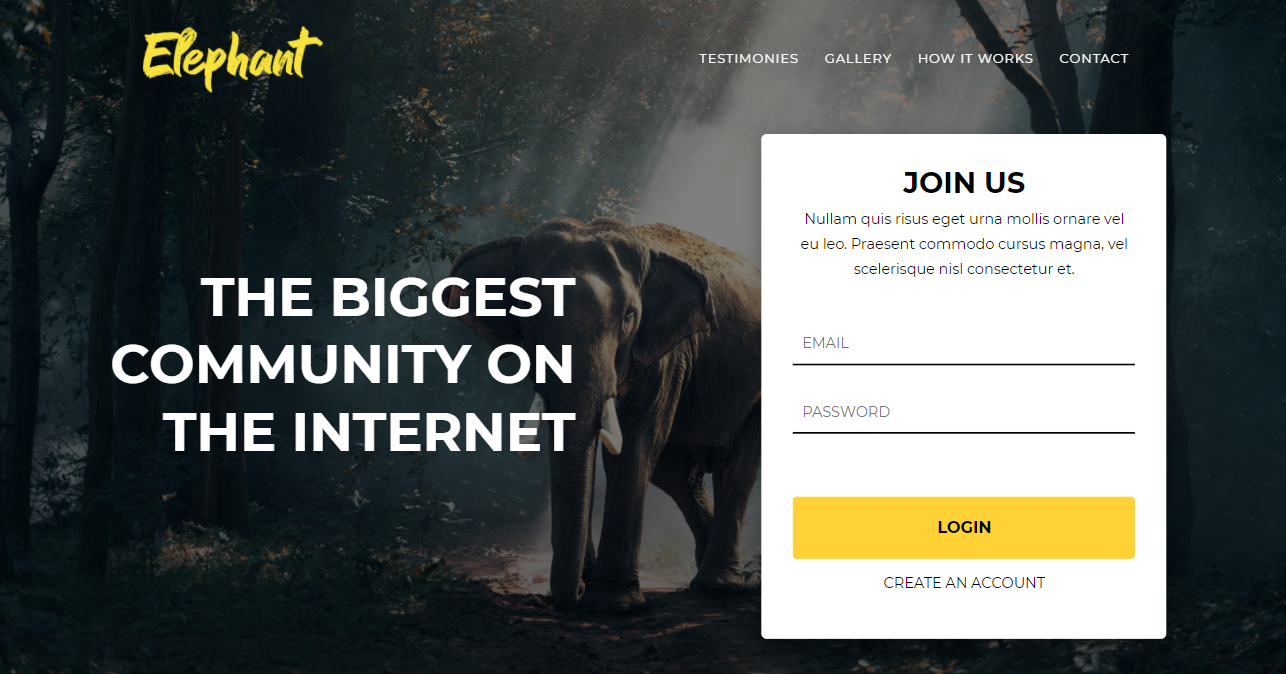 Elephant
TESTIMONIES GALLERY HOW IT WORKS CONTACT
THE BIGGEST
COMMUNITY ON
THE INTERNET
JOIN US
Nullam quis risus eget urna mollis ornare vel
eu leo. Praesent commodo cursus magna, vel
scelerisque nisl consectetur et.
EMAIL
PASSWORD
LOGIN
CREATE AN ACCOUNT